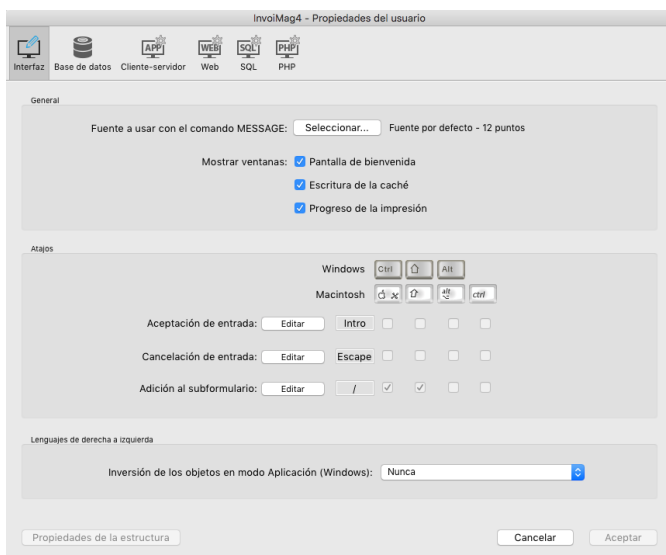 InvoiMag4 - Propiedades del usuario
APP WEB SQL PHP
Interfaz Base de datos Cliente-servidor Web SQL PHP
General
Fuente a usar con el comando MESSAGE: Seleccionar... Fuente por defecto - 12 puntos
Mostrar ventanas: Pantalla de bienvenida
Escritura de la caché
Progreso de la impresión
Atajos
Windows Ctrl Alt
Macintosh alt ctrl
Aceptación de entrada: Editar Intro
Cancelación de entrada: Editar Escape
Adición al subformulario: Editar /
Lenguajes de derecha a izquierda
Inversión de los objetos en modo Aplicación (Windows): Nunca
Propiedades de la estructura Cancelar Aceptar